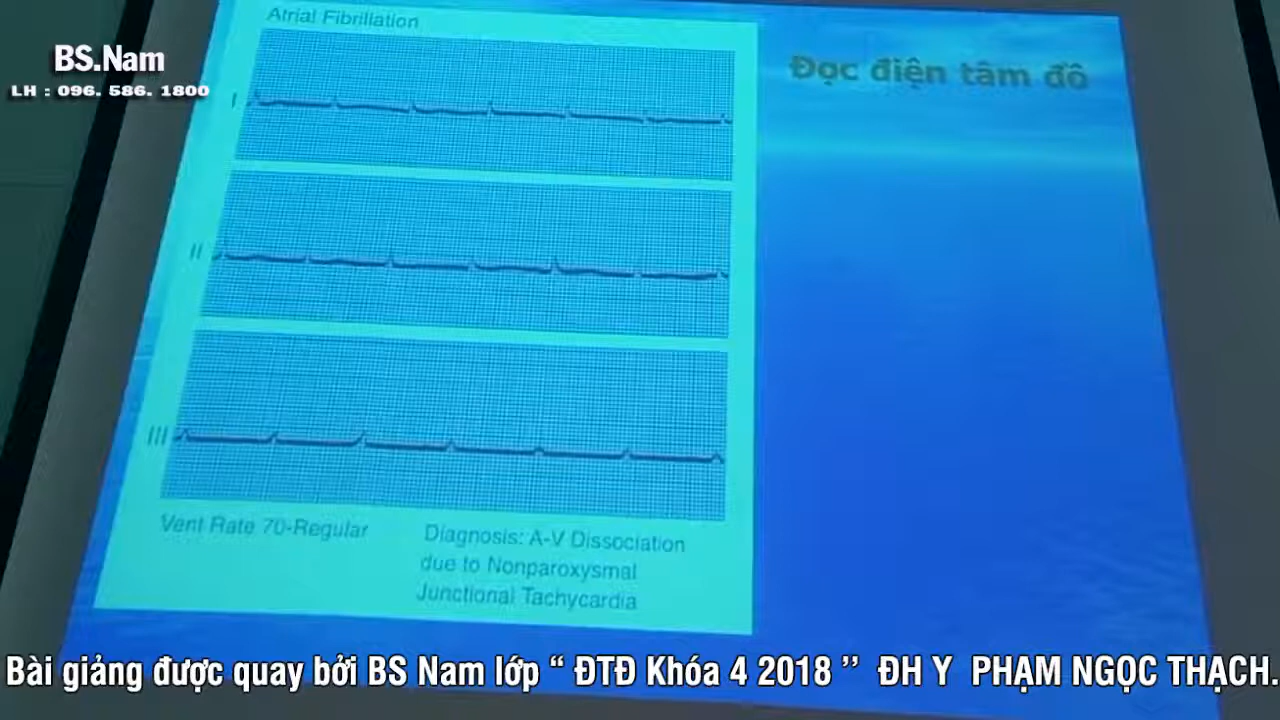 BS.Nam
LH : 096. 586. 1800
Atrial Fibrillation
Đọc điện tâm đồ
I
II
III
Vent Rate 70-Regular
Diagnosis: A-V Dissociation
due to Nonparoxysmal
Junctional Tachycardia
Bài giảng được quay bởi BS Nam lớp “ ĐTĐ Khóa 4 2018 ’’ ĐH Y PHẠM NGỌC THẠCH.